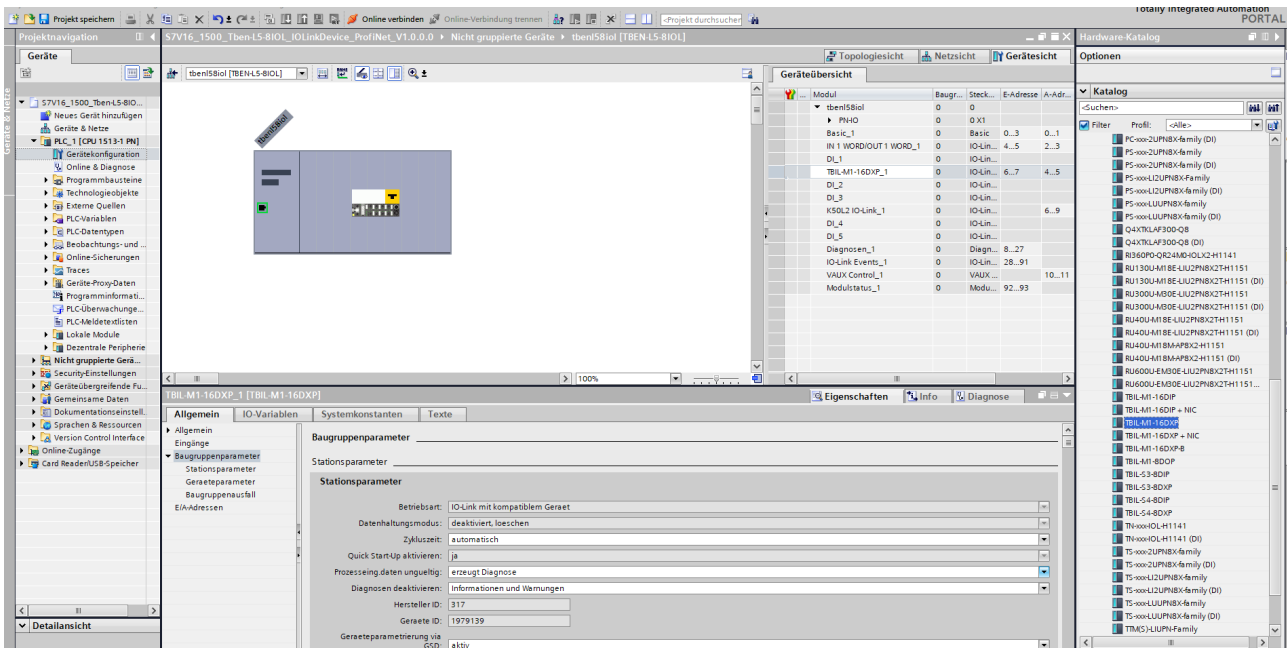 Totally Integrated Automation
PORTAL
Projekt speichern
Online verbinden
Online-Verbindung trennen
<Projekt durchsuchen
Projektnavigation
S7V16_1500_Tben-L5-8IOL_IOLinkDevice_ProfiNet_V1.0.0.0 › Nicht gruppierte Geräte › tbenl58iol [TBEN-L5-8IOL]
Hardware-Katalog
Geräte
Topologiesicht
Netzsicht
Gerätesicht
Optionen
tbenl58iol [TBEN-L5-8IOL]
Geräteübersicht
Geräte & Netze
S7V16_1500_Tben-L5-8IO...
Neues Gerät hinzufügen
Geräte & Netze
PLC_1 [CPU 1513-1 PN]
Gerätekonfiguration
Online & Diagnose
Programmbausteine
Technologieobjekte
Externe Quellen
PLC-Variablen
PLC-Datentypen
Beobachtungs- und ...
Online-Sicherungen
Traces
Geräte-Proxy-Daten
Programminformati...
PLC-Überwachunge...
PLC-Meldetextlisten
Lokale Module
Dezentrale Peripherie
Nicht gruppierte Gerä...
Security-Einstellungen
Geräteübergreifende Fu...
Gemeinsame Daten
Dokumentationseinstell...
Sprachen & Ressourcen
Version Control Interface
Online-Zugänge
Card Reader/USB-Speicher
Detailansicht
tbenl58iol
100%
... Modul Baugr... Steck... E-Adresse A-Adr...
tbenl58iol 0 0
PN-IO 0 0 X1
Basic_1 0 Basic 0...3 0...1
IN 1 WORD/OUT 1 WORD_1 0 IO-Lin... 4...5 2...3
DI_1 0 IO-Lin...
TBIL-M1-16DXP_1 0 IO-Lin... 6...7 4...5
DI_2 0 IO-Lin...
DI_3 0 IO-Lin...
K50L2 IO-Link_1 0 IO-Lin... 6...9
DI_4 0 IO-Lin...
DI_5 0 IO-Lin...
Diagnosen_1 0 Diagn... 8...27
IO-Link Events_1 0 IO-Lin... 28...91
VAUX Control_1 0 VAUX ... 10...11
Modulstatus_1 0 Modu... 92...93
TBIL-M1-16DXP_1 [TBIL-M1-16DXP]
Eigenschaften
Info
Diagnose
Allgemein
IO-Variablen
Systemkonstanten
Texte
Allgemein
Eingänge
Baugruppenparameter
Stationsparameter
Geraeteparameter
Baugruppenausfall
E/A-Adressen
Baugruppenparameter
Stationsparameter
Stationsparameter
Betriebsart: IO-Link mit kompatiblem Geraet
Datenhaltungsmodus: deaktiviert, loeschen
Zykluszeit: automatisch
Quick Start-Up aktivieren: ja
Prozesseing.daten ungueltig: erzeugt Diagnose
Diagnosen deaktivieren: Informationen und Warnungen
Hersteller ID: 317
Geraete ID: 1979139
Geraeteparametrierung via
GSD: aktiv
Katalog
<Suchen>
Filter
Profil:
<Alle>
PC-xxx-2UPN8X-family (DI)
PS-xxx-2UPN8X-family
PS-xxx-2UPN8X-family (DI)
PS-xxx-LI2UPN8X-Family
PS-xxx-LI2UPN8X-family (DI)
PS-xxx-LUUPN8X-family
PS-xxx-LUUPN8X-family (DI)
Q4XTKLAF300-Q8
Q4XTKLAF300-Q8 (DI)
RI360P0-QR24M0-IOLX2-H1141
RU130U-M18E-LIU2PN8X2T-H1151
RU130U-M18E-LIU2PN8X2T-H1151 (DI)
RU300U-M30E-LIU2PN8X2T-H1151
RU300U-M30E-LIU2PN8X2T-H1151 (DI)
RU40U-M18E-LIU2PN8X2T-H1151
RU40U-M18E-LIU2PN8X2T-H1151 (DI)
RU40U-M18M-AP8X2-H1151
RU40U-M18M-AP8X2-H1151 (DI)
RU600U-EM30E-LIU2PN8X2T-H1151
RU600U-EM30E-LIU2PN8X2T-H1151...
TBIL-M1-16DIP
TBIL-M1-16DIP + NIC
TBIL-M1-16DXP
TBIL-M1-16DXP + NIC
TBIL-M1-16DXP-B
TBIL-M1-8DOP
TBIL-S3-8DIP
TBIL-S3-8DXP
TBIL-S4-8DIP
TBIL-S4-8DXP
TN-xxx-IOL-H1141
TN-xxx-IOL-H1141 (DI)
TS-xxx-2UPN8X-family
TS-xxx-2UPN8X-family (DI)
TS-xxx-LI2UPN8X-family
TS-xxx-LI2UPN8X-family (DI)
TS-xxx-LUUPN8X-family
TS-xxx-LUUPN8X-family (DI)
TTM(S)-LIUPN-Family